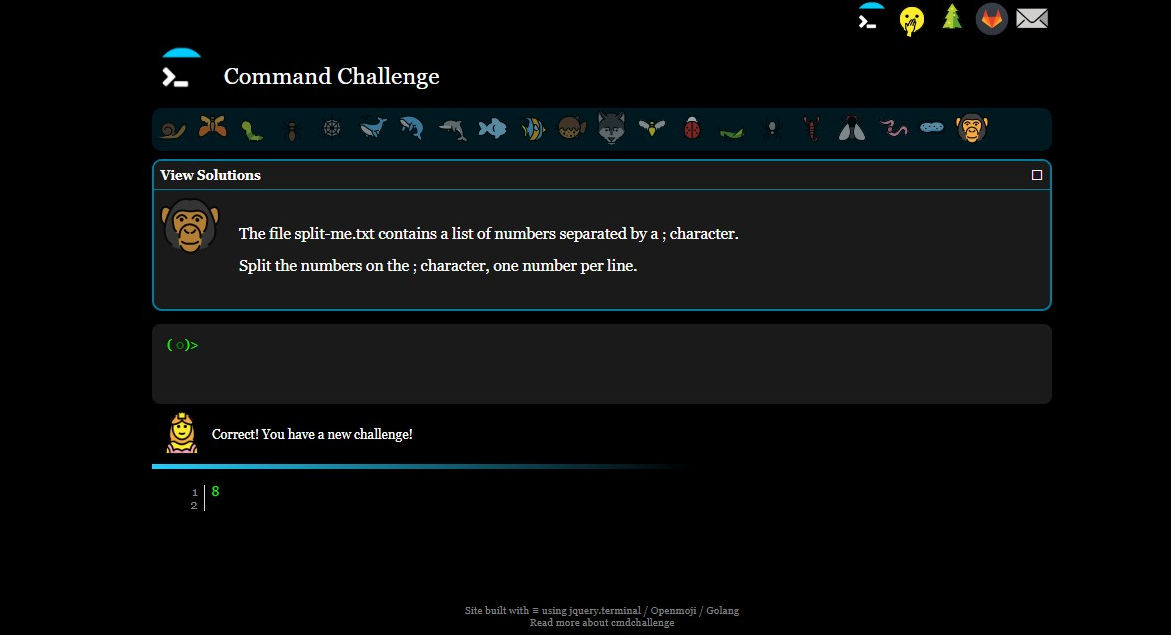 Command Challenge
View Solutions
The file split-me.txt contains a list of numbers separated by a ; character.
Split the numbers on the ; character, one number per line.
( ○)>
Correct! You have a new challenge!
1 8
2
Site built with ≡ using jquery.terminal / Openmoji / Golang
Read more about cmdchallenge